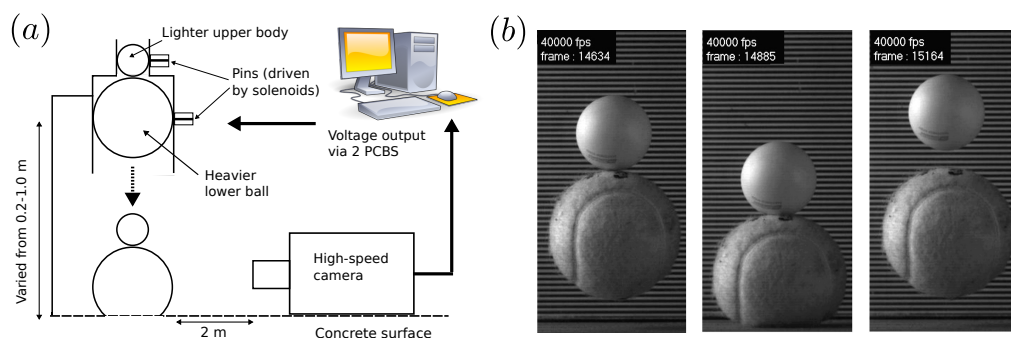 (a)
Lighter upper body
Pins (driven
by solenoids)
Voltage output
via 2 PCBS
Heavier
lower ball
Varied from 0.2-1.0 m
High-speed
camera
2 m
Concrete surface
(b)
40000 fps
frame : 14634
40000 fps
frame : 14885
40000 fps
frame : 15164